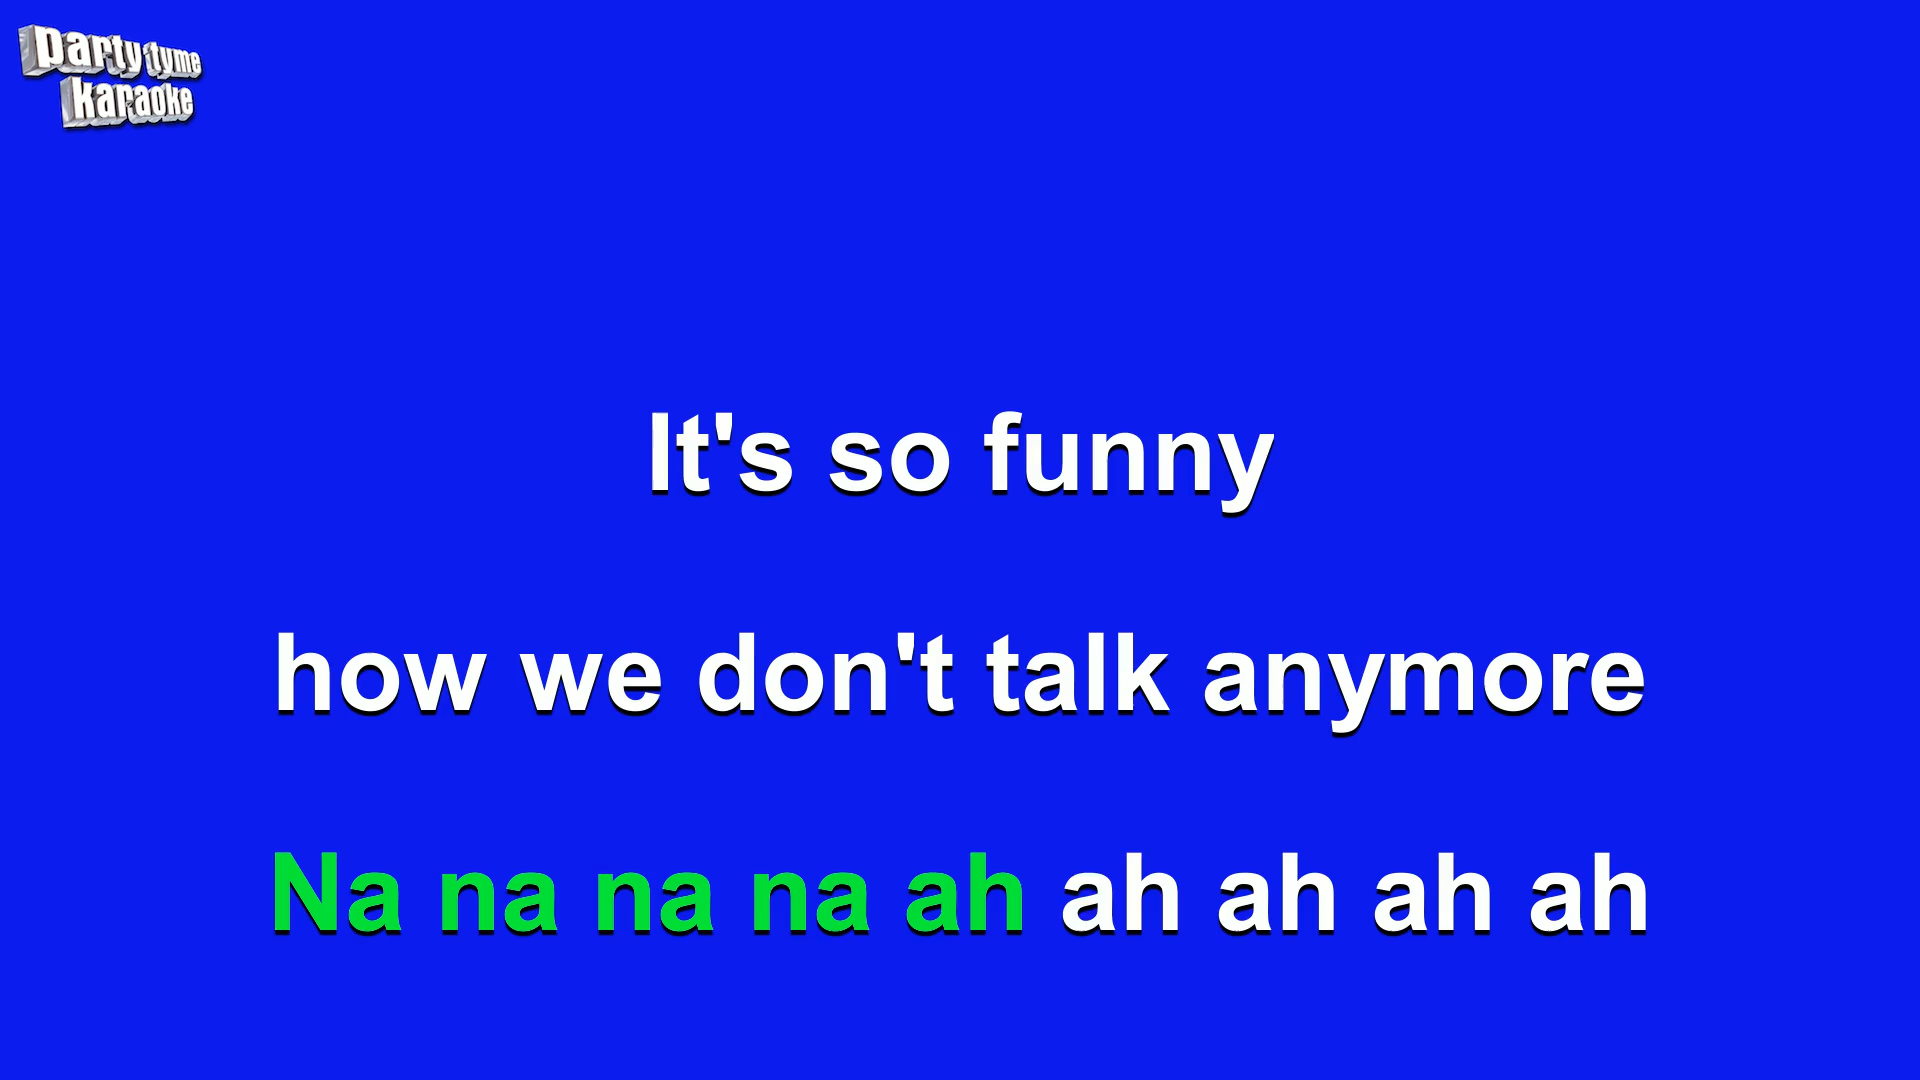 party tyme
karaoke
It's so funny
how we don't talk anymore
Na na na na ah ah ah ah ah